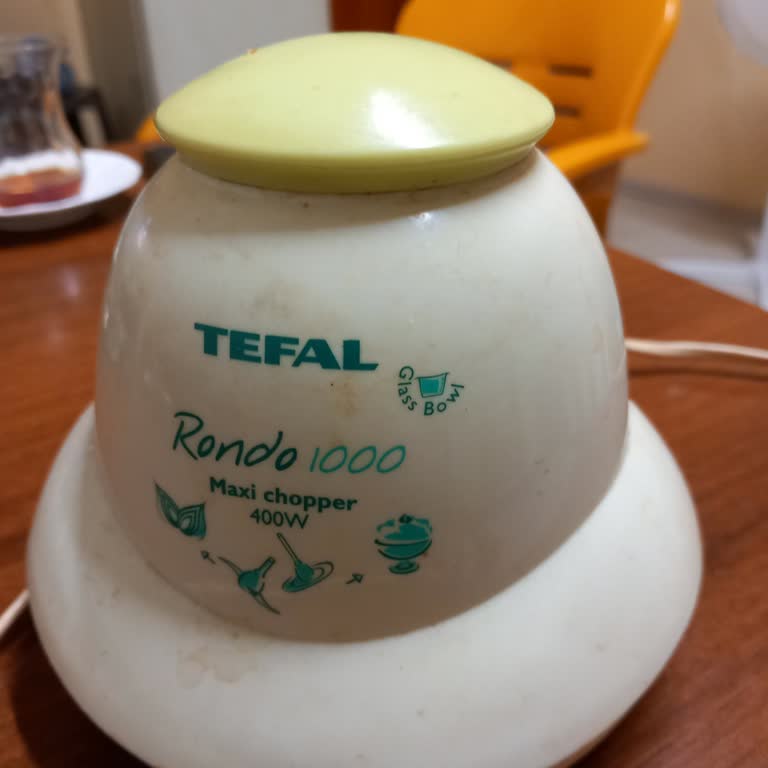 TEFAL
Glass Bowl
Rondo 1000
Maxi chopper
400W